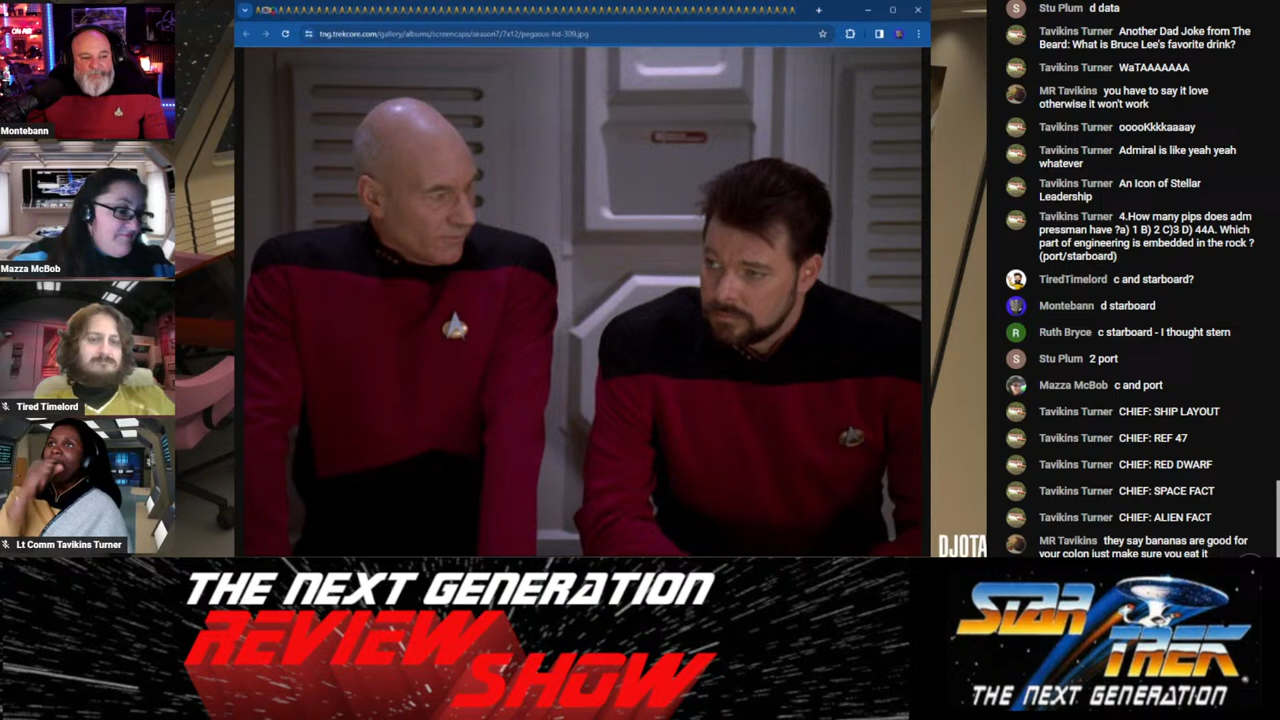 ON AIR
Montebann
Mazza McBob
Tired Timelord
Lt Comm Tavikins Turner
tng.trekcore.com/gallery/albums/screencaps/season7/7x12/pegasus-hd-309.jpg
DJOTA
Stu Plum d data
Tavikins Turner Another Dad Joke from The
Beard: What is Bruce Lee's favorite drink?
Tavikins Turner WaTAAAAAAA
MR Tavikins you have to say it love
otherwise it won't work
Tavikins Turner ooooKkkkaaaay
Tavikins Turner Admiral is like yeah yeah
whatever
Tavikins Turner An Icon of Stellar
Leadership
Tavikins Turner 4.How many pips does adm
pressman have ?a) 1 B) 2 C)3 D) 44A. Which
part of engineering is embedded in the rock ?
(port/starboard)
TiredTimelord c and starboard?
Montebann d starboard
R Ruth Bryce c starboard - I thought stern
S Stu Plum 2 port
Mazza McBob c and port
Tavikins Turner CHIEF: SHIP LAYOUT
Tavikins Turner CHIEF: REF 47
Tavikins Turner CHIEF: RED DWARF
Tavikins Turner CHIEF: SPACE FACT
Tavikins Turner CHIEF: ALIEN FACT
MR Tavikins they say bananas are good for
your colon just make sure you eat it
THE NEXT GENERATION
REVIEW
SHOW
STAR
TREK
THE NEXT GENERATION